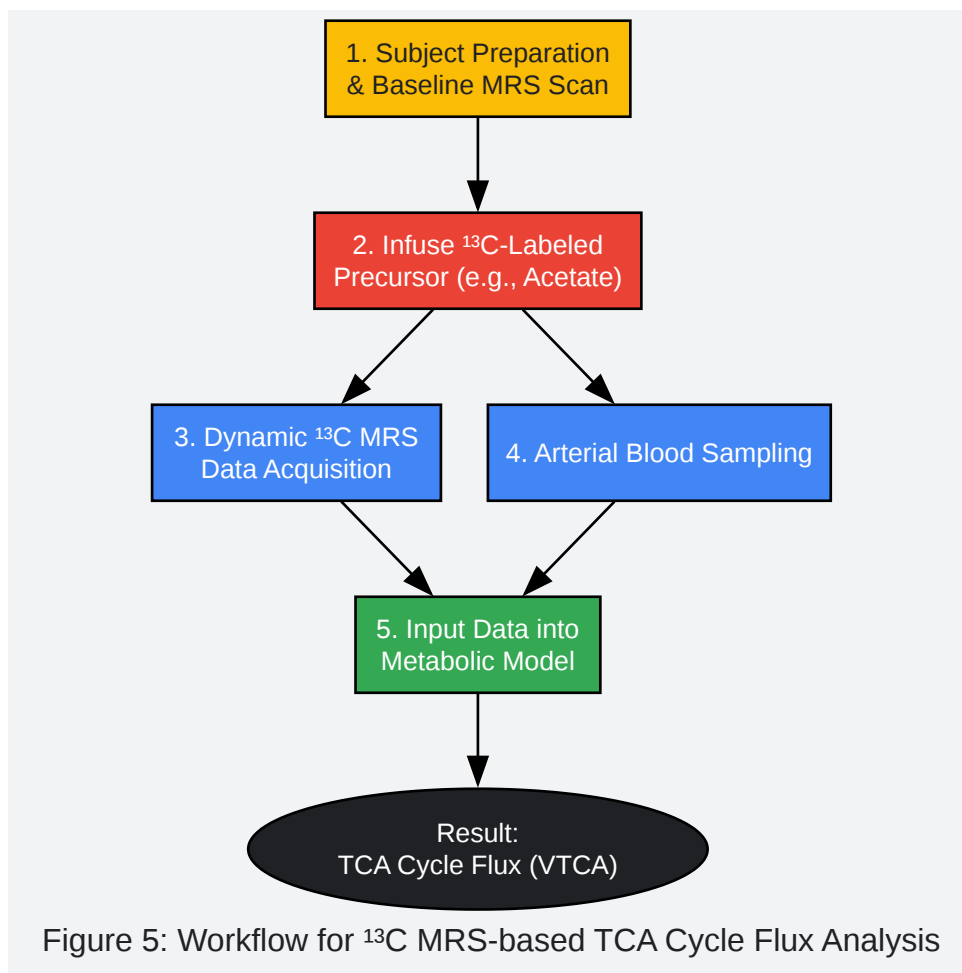 1. Subject Preparation
& Baseline MRS Scan
2. Infuse ¹³C-Labeled
Precursor (e.g., Acetate)
3. Dynamic ¹³C MRS
Data Acquisition
4. Arterial Blood Sampling
5. Input Data into
Metabolic Model
Result:
TCA Cycle Flux (VTCA)
Figure 5: Workflow for ¹³C MRS-based TCA Cycle Flux Analysis